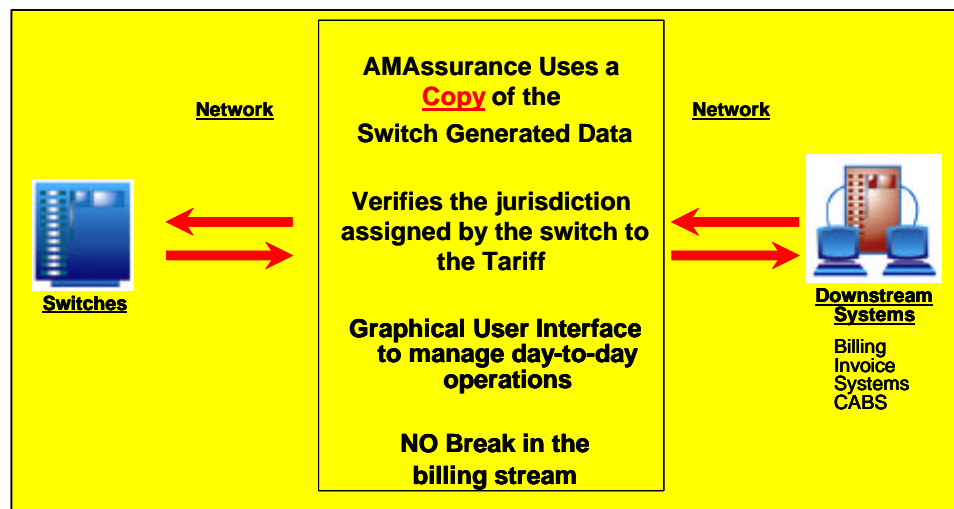 Network
Switches
AMAssurance Uses a
Copy of the
Switch Generated Data
Verifies the jurisdiction
assigned by the switch to
the Tariff
Graphical User Interface
to manage day-to-day
operations
NO Break in the
billing stream
Network
Downstream
Systems
Billing
Invoice
Systems
CABS